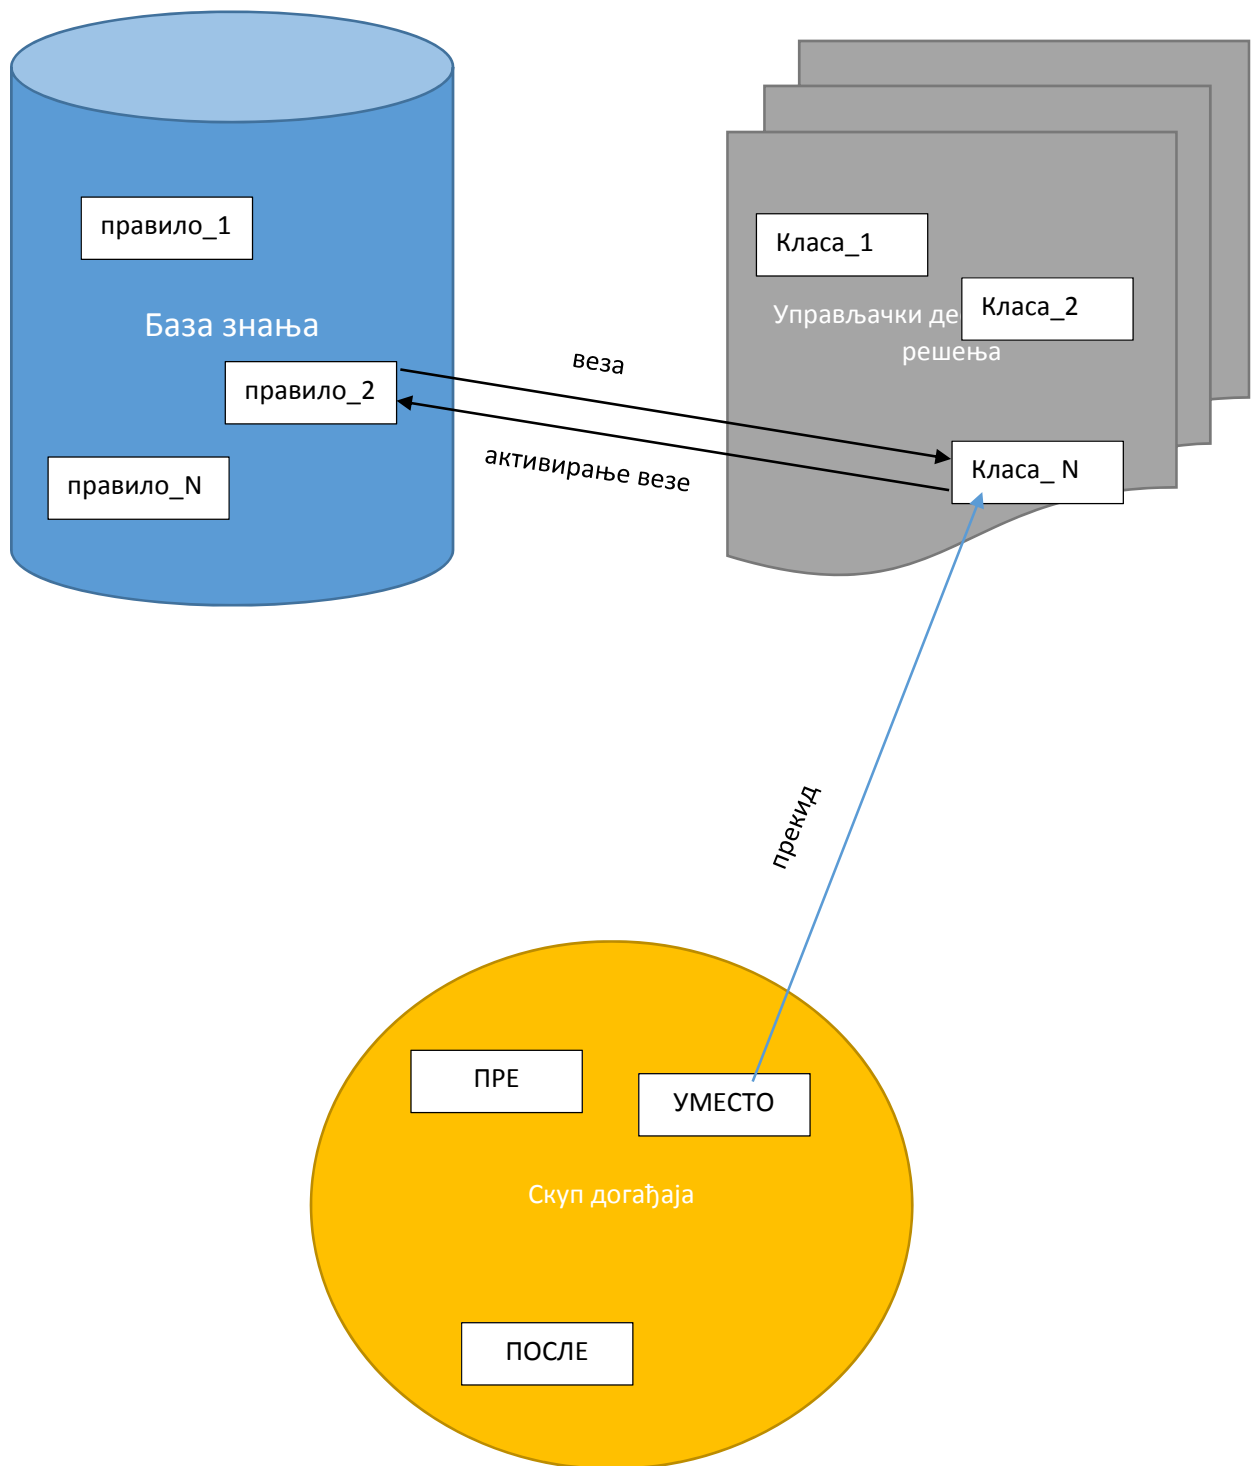 правило_1
База знања
правило_2
правило_N
Класа_1
Класа_2
Управљачки де
решења
Класа_ N
веза
активирање везе
прекид
ПРЕ
УМЕСТО
Скуп догађаја
ПОСЛЕ